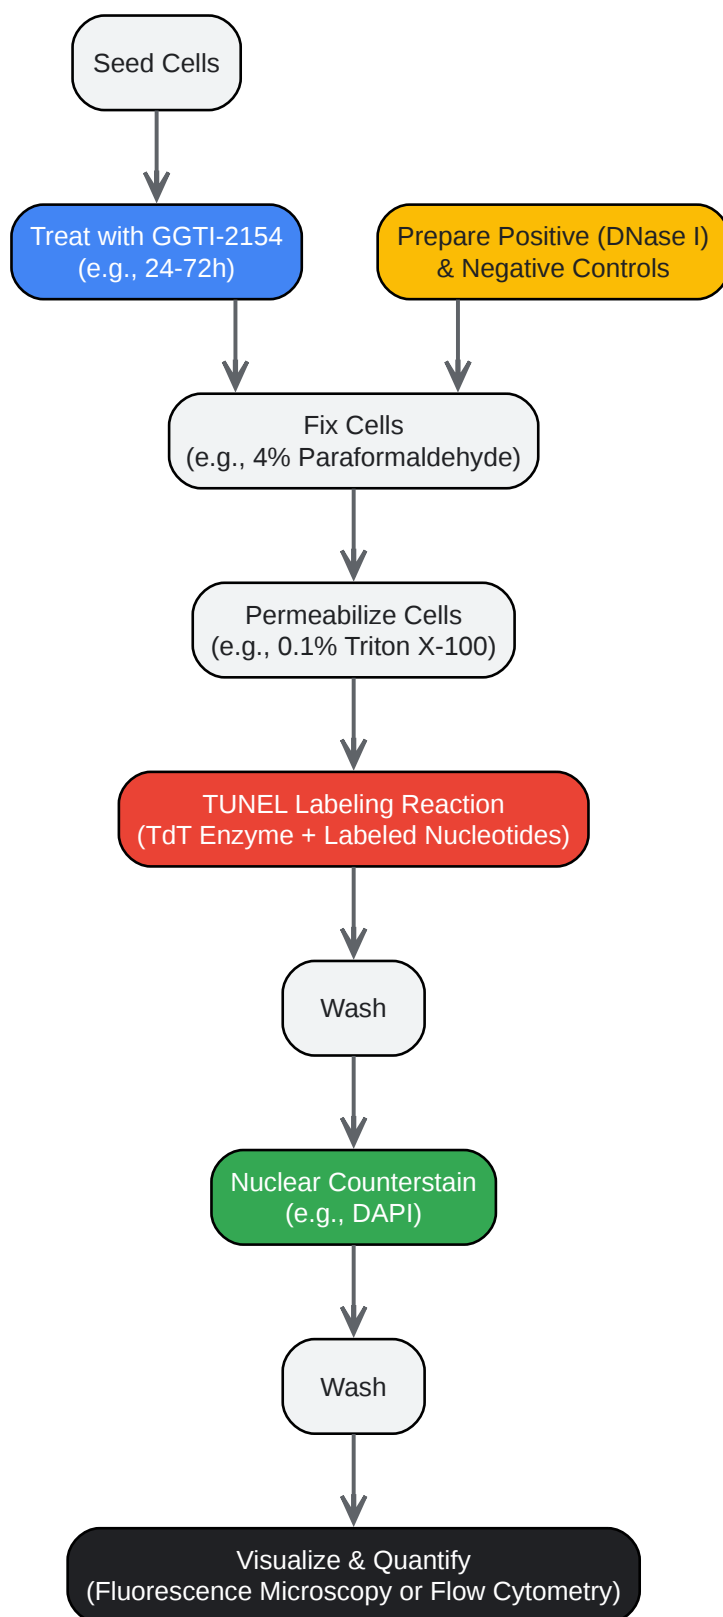 Seed Cells
Treat with GGTI-2154
(e.g., 24-72h)
Prepare Positive (DNase I)
& Negative Controls
Fix Cells
(e.g., 4% Paraformaldehyde)
Permeabilize Cells
(e.g., 0.1% Triton X-100)
TUNEL Labeling Reaction
(TdT Enzyme + Labeled Nucleotides)
Wash
Nuclear Counterstain
(e.g., DAPI)
Wash
Visualize & Quantify
(Fluorescence Microscopy or Flow Cytometry)